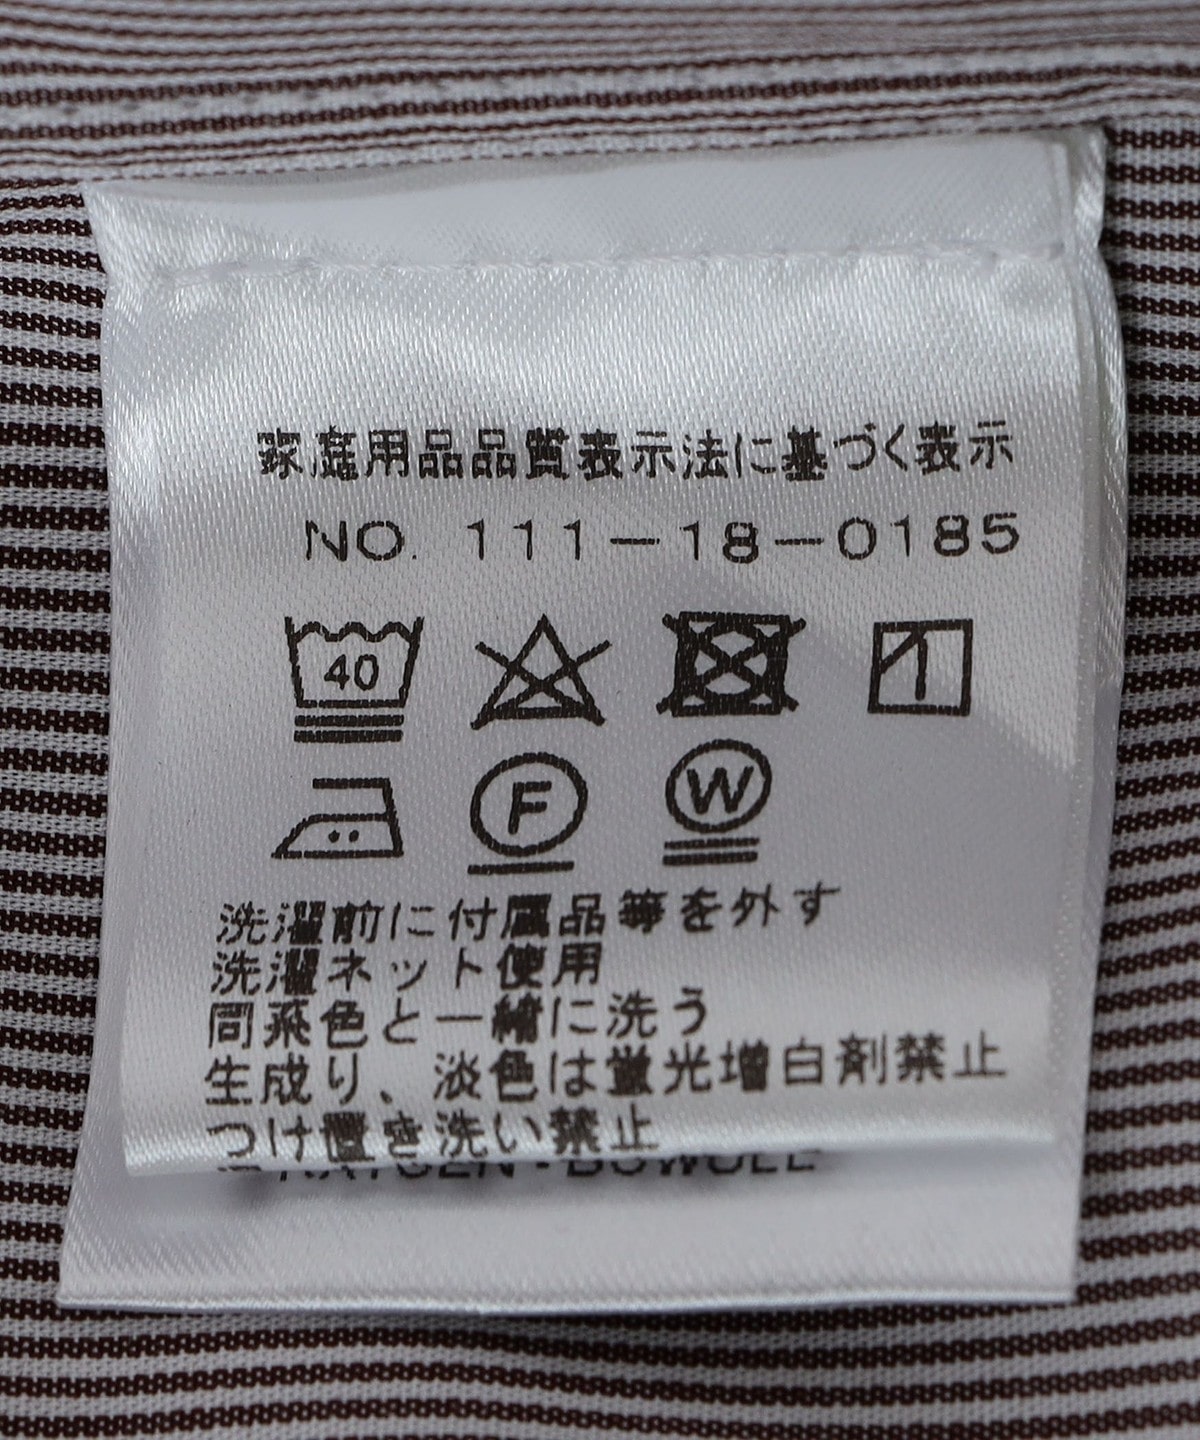 家庭用品品質表示法に基づく表示
NO. 111-18-0185
40
F
W
洗濯前に付属品等を外す
洗濯ネット使用
同系色と一緒に洗う
生成り、淡色は蛍光増白剤禁止
つけ置き洗い禁止